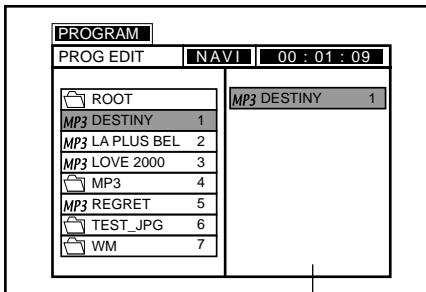 PROGRAM
PROG EDIT NAVI 00 : 01 : 09
ROOT
MP3 DESTINY 1
MP3 LA PLUS BEL 2
MP3 LOVE 2000 3
MP3 4
MP3 REGRET 5
TEST_JPG 6
WM 7
MP3 DESTINY 1